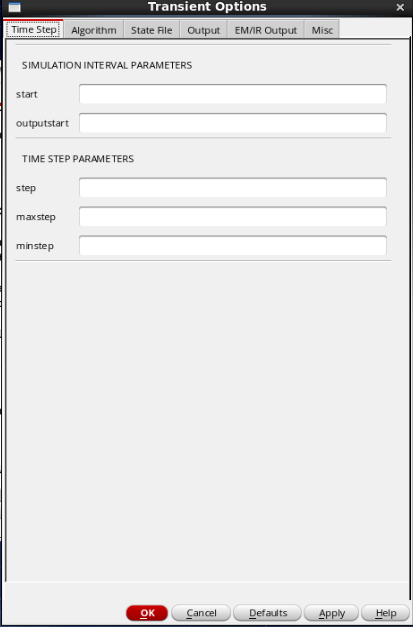 Transient Options
Time Step Algorithm State File Output EM/IR Output Misc
SIMULATION INTERVAL PARAMETERS
start
outputstart
TIME STEP PARAMETERS
step
maxstep
minstep
OK Cancel Defaults Apply Help